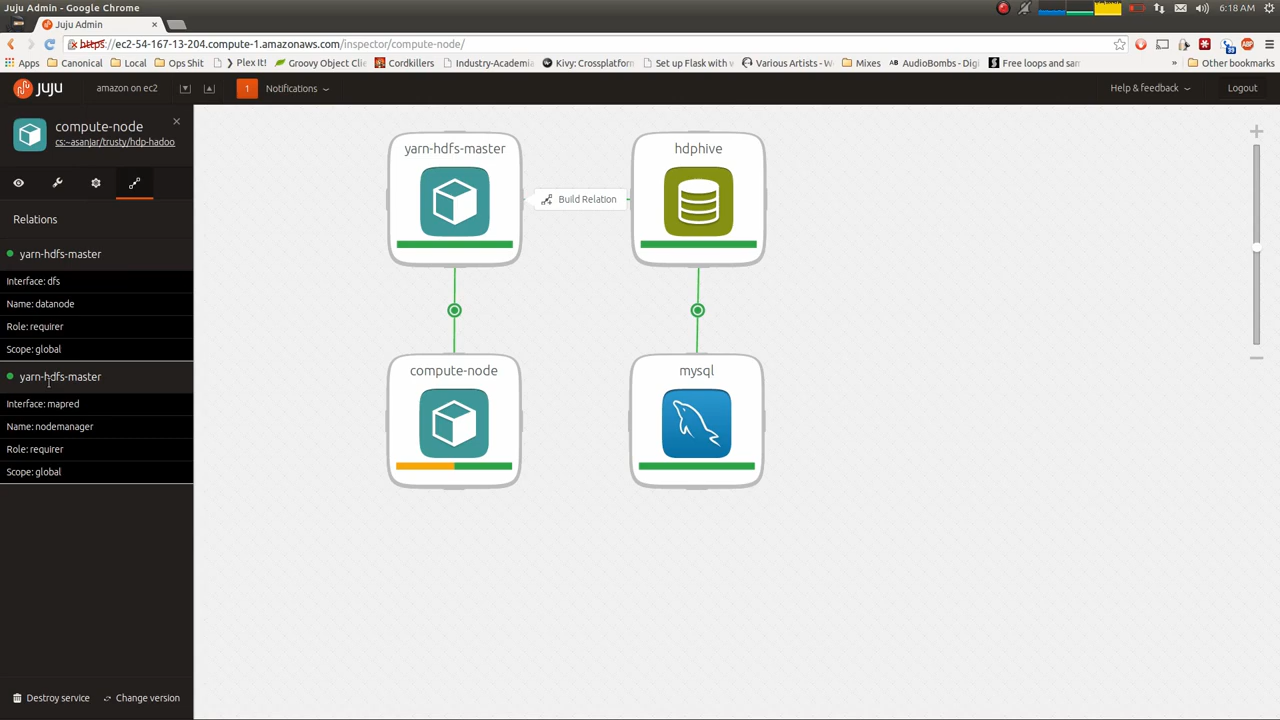 Juju Admin - Google Chrome
6:18 AM
Juju Admin
https://ec2-54-167-13-204.compute-1.amazonaws.com/inspector/compute-node/
Apps
Canonical
Local
Ops Shit
Plex It!
Groovy Object Cli
Cordkillers
Industry-Academia
Kivy: Crossplatfor
Set up Flask with v
Various Artists - W
Mixes
AudioBombs - Digi
Free loops and san
»
Other bookmarks
juju
amazon on ec2
1
Notifications
Help & feedback
Logout
compute-node
cs:~asanjar/trusty/hdp-hadoo
Relations
yarn-hdfs-master
Interface: dfs
Name: datanode
Role: requirer
Scope: global
yarn-hdfs-master
Interface: mapred
Name: nodemanager
Role: requirer
Scope: global
Destroy service
Change version
yarn-hdfs-master
Build Relation
hdphive
compute-node
mysql